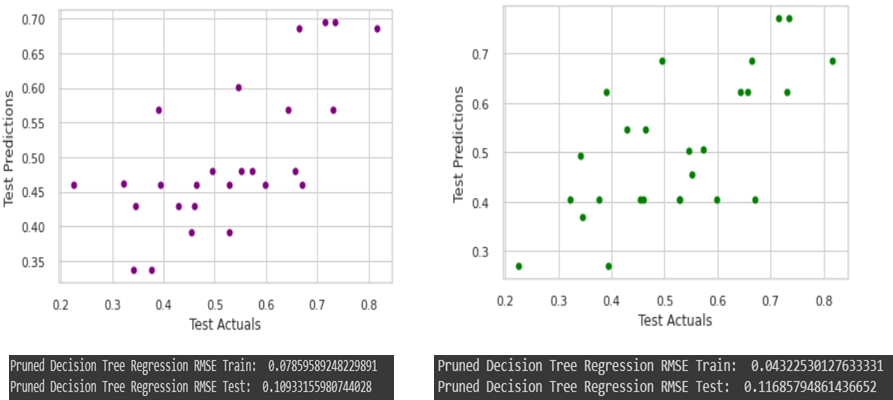 0.70
0.65
0.60
0.55
0.50
0.45
0.40
0.35
Test Predictions
0.2 0.3 0.4 0.5 0.6 0.7 0.8
Test Actuals
Pruned Decision Tree Regression RMSE Train: 0.07859589248229891
Pruned Decision Tree Regression RMSE Test: 0.10933155980744028
0.7
0.6
0.5
0.4
0.3
Test Predictions
0.2 0.3 0.4 0.5 0.6 0.7 0.8
Test Actuals
Pruned Decision Tree Regression RMSE Train: 0.04322530127633331
Pruned Decision Tree Regression RMSE Test: 0.11685794861436652